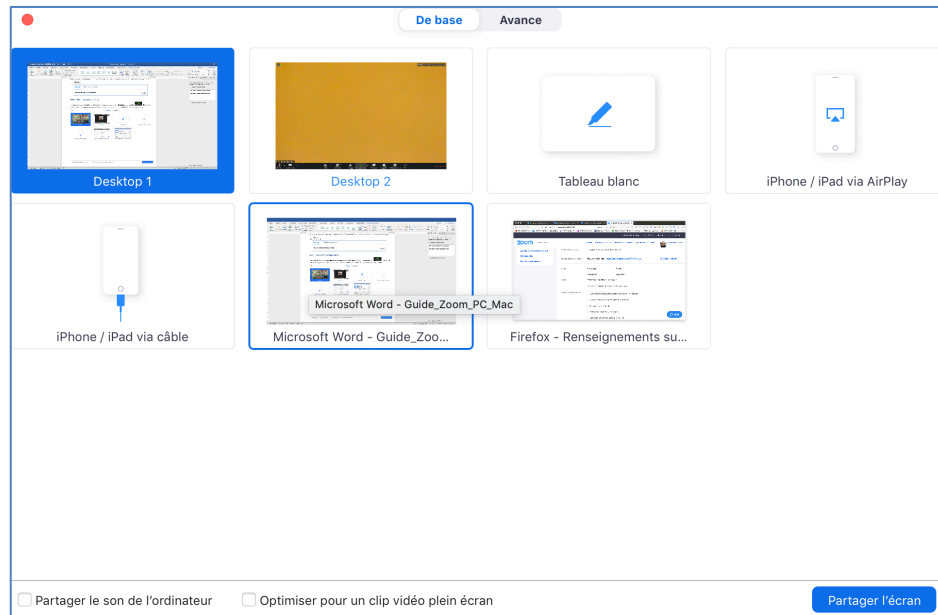 De base Avance
Desktop 1 Desktop 2 Tableau blanc iPhone / iPad via AirPlay
zoom
Microsoft Word - Guide_Zoom_PC_Mac
iPhone / iPad via câble Microsoft Word - Guide_Zoo... Firefox - Renseignements su...
Partager le son de l'ordinateur Optimiser pour un clip vidéo plein écran Partager l'écran